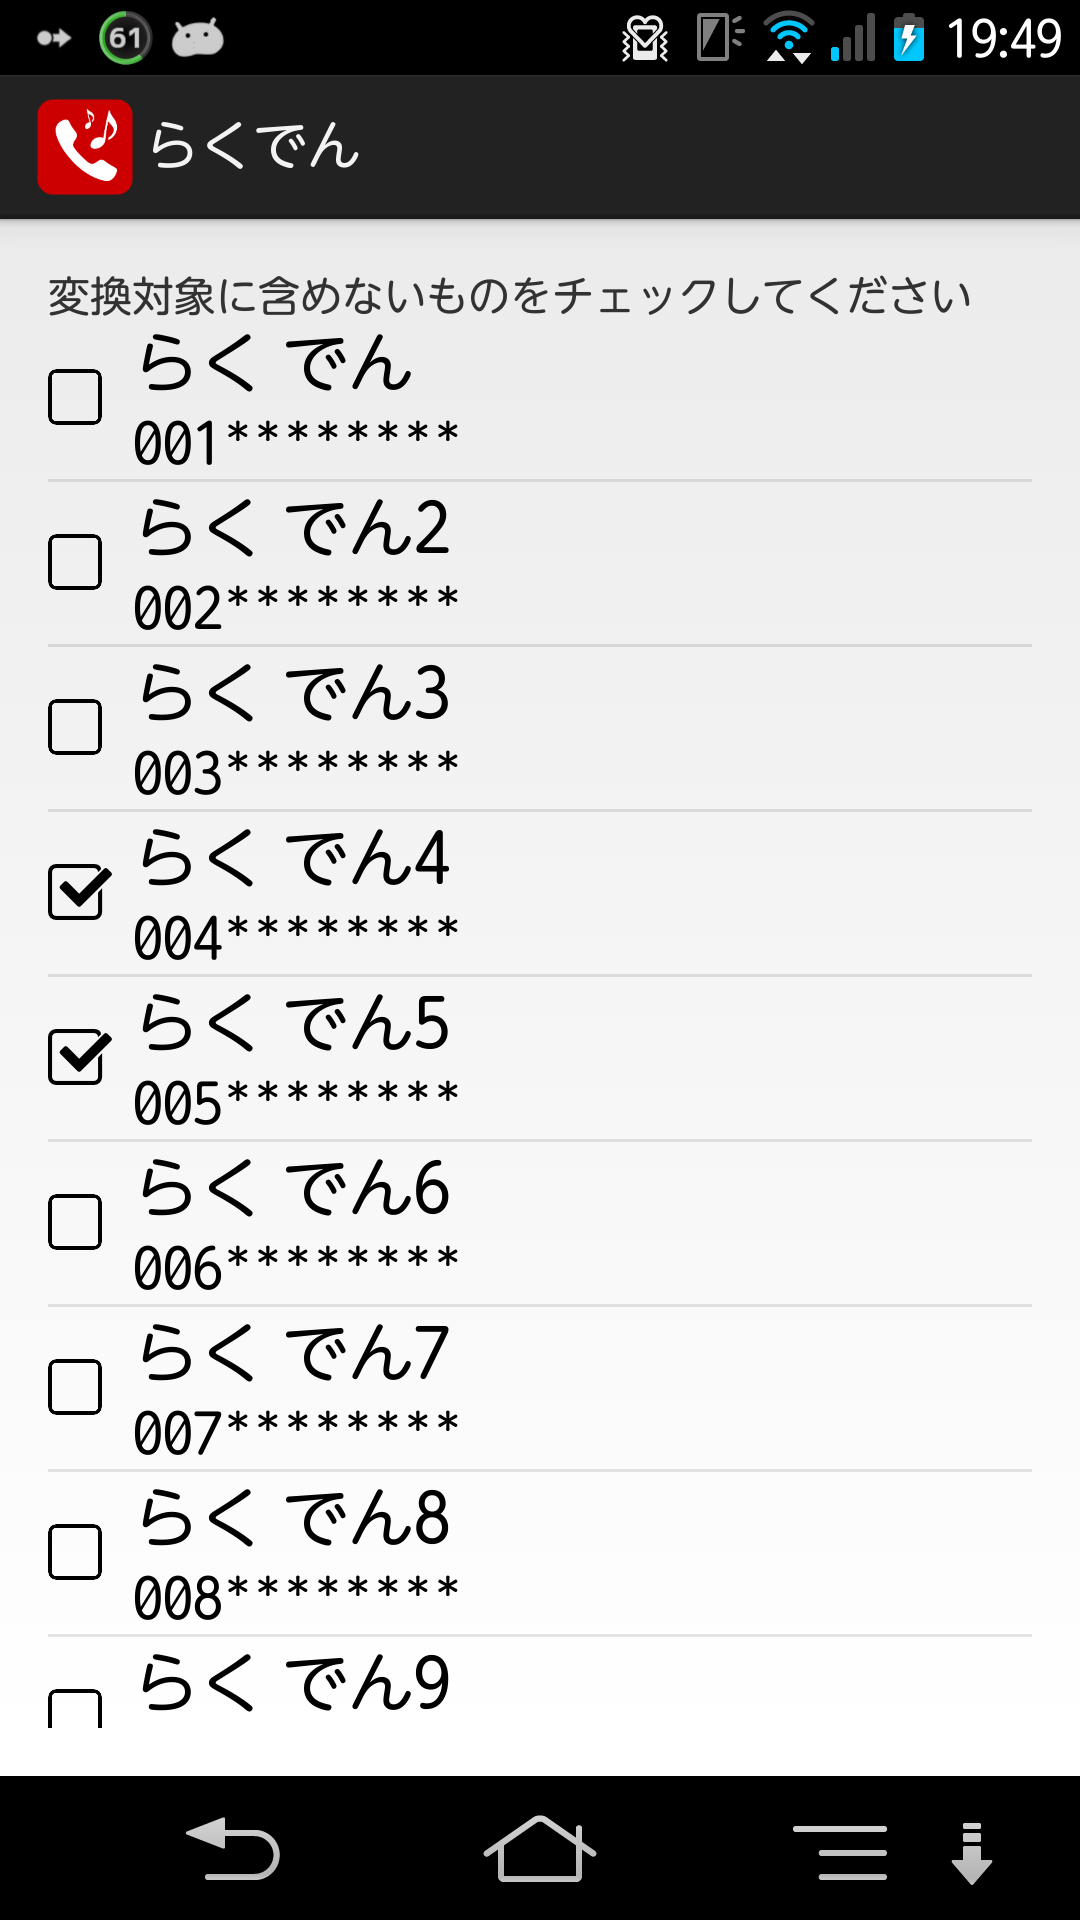 61 19:49
らくでん
変換対象に含めないものをチェックしてください
らく でん
001********
らく でん2
002********
らく でん3
003********
らく でん4
004********
らく でん5
005********
らく でん6
006********
らく でん7
007********
らく でん8
008********
らく でん9